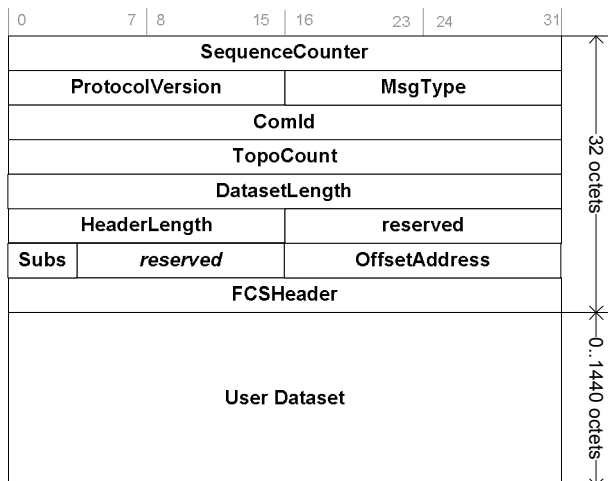 0 7 8 15 16 23 24 31
SequenceCounter
ProtocolVersion MsgType
ComId
TopoCount
DatasetLength
HeaderLength reserved
Subs reserved OffsetAddress
FCSHeader
32 octets
User Dataset
0..1440 octets